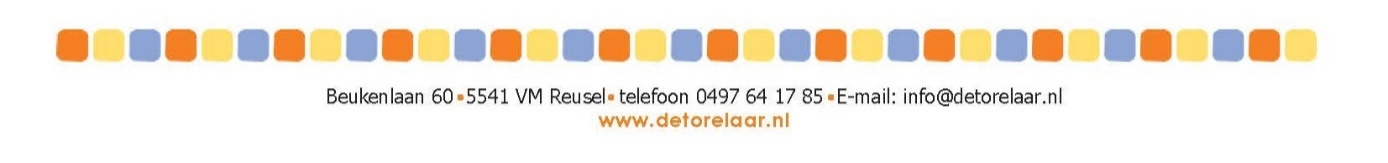 Beukenlaan 60 ▪ 5541 VM Reusel ▪ telefoon 0497 64 17 85 ▪ E-mail: info@detorelaar.nl
www.detorelaar.nl